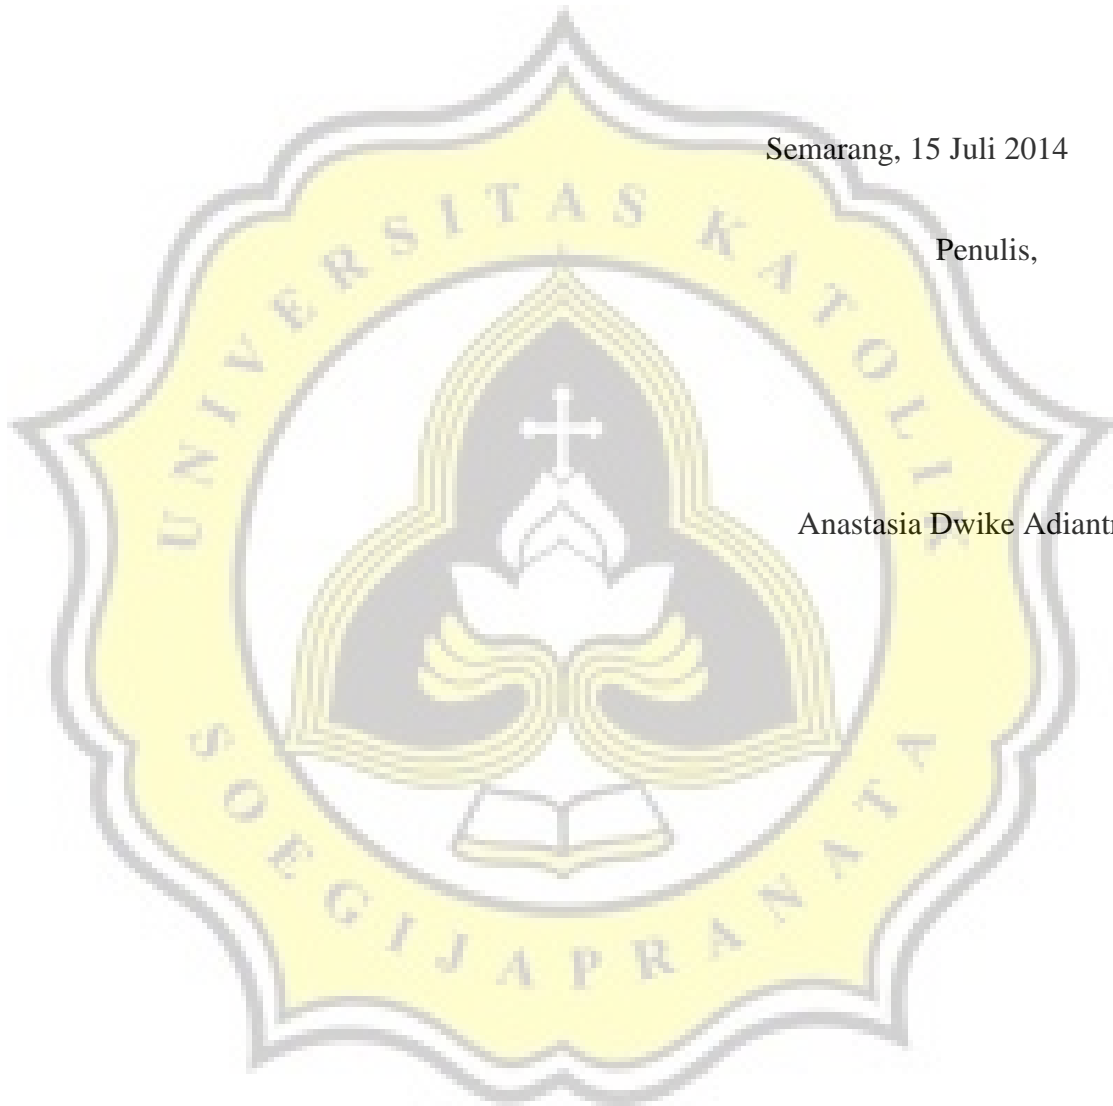 Semarang, 15 Juli 2014
Penulis,
Anastasia Dwike Adiantr
UNIVERSITAS KATOLIK
SOEGIJAPRANATA